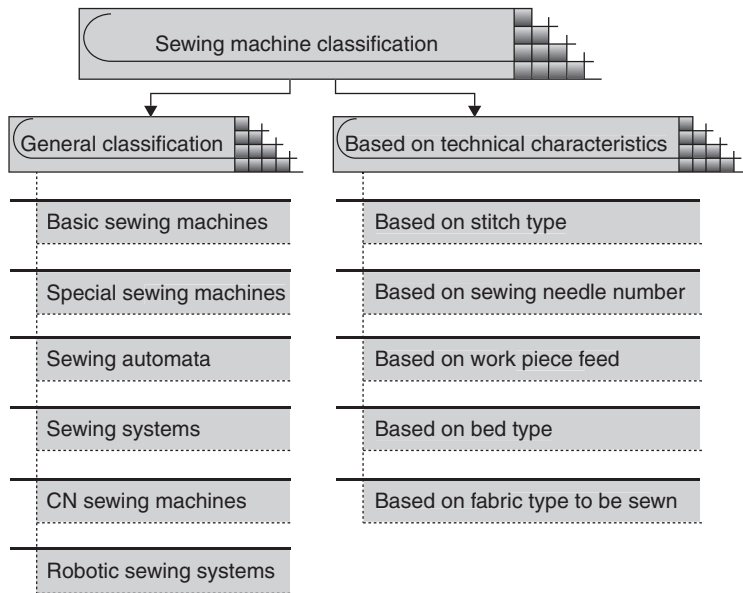 Sewing machine classification
General classification
Basic sewing machines
Special sewing machines
Sewing automata
Sewing systems
CN sewing machines
Robotic sewing systems
Based on technical characteristics
Based on stitch type
Based on sewing needle number
Based on work piece feed
Based on bed type
Based on fabric type to be sewn